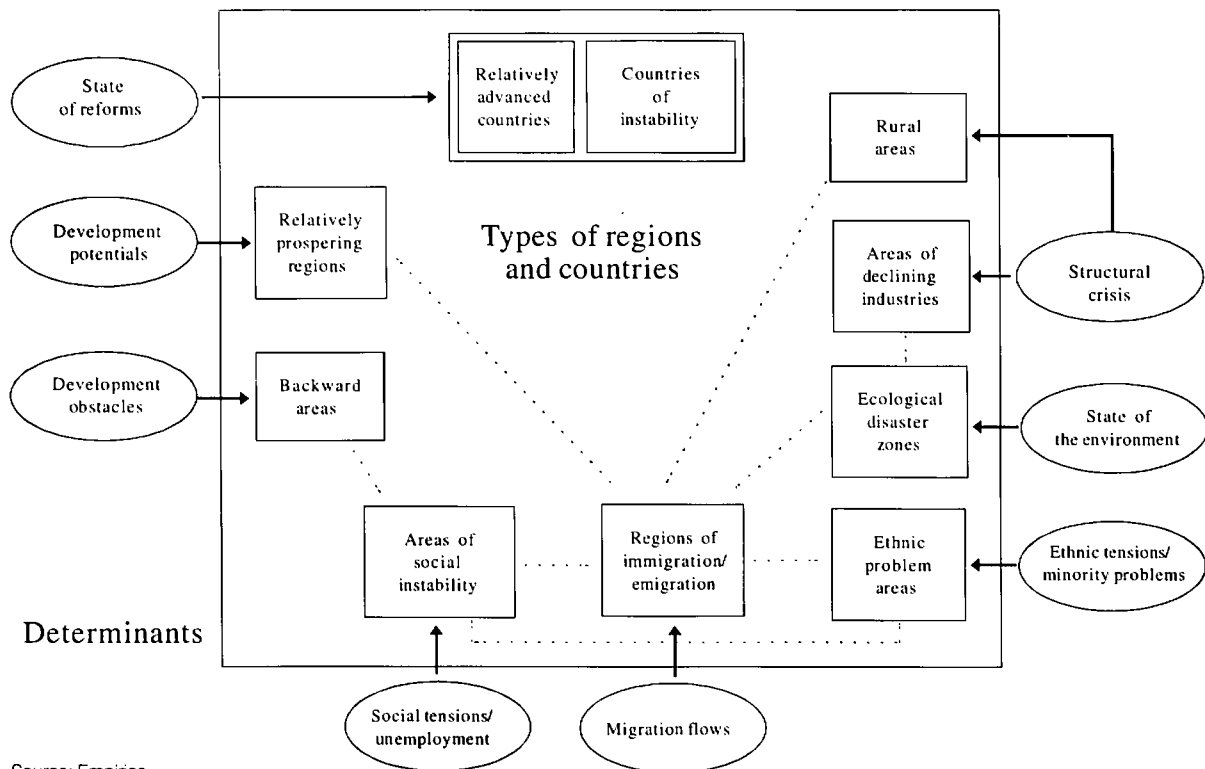 State
of reforms
Relatively
advanced
countries
Countries
of
instability
Rural
areas
Development
potentials
Relatively
prospering
regions
Types of regions
and countries
Areas of
declining
industries
Structural
crisis
Development
obstacles
Backward
areas
Ecological
disaster
zones
State of
the environment
Areas of
social
instability
Regions of
immigration/
emigration
Ethnic
problem
areas
Ethnic tensions/
minority problems
Determinants
Social tensions/
unemployment
Migration flows
Source: Empirica